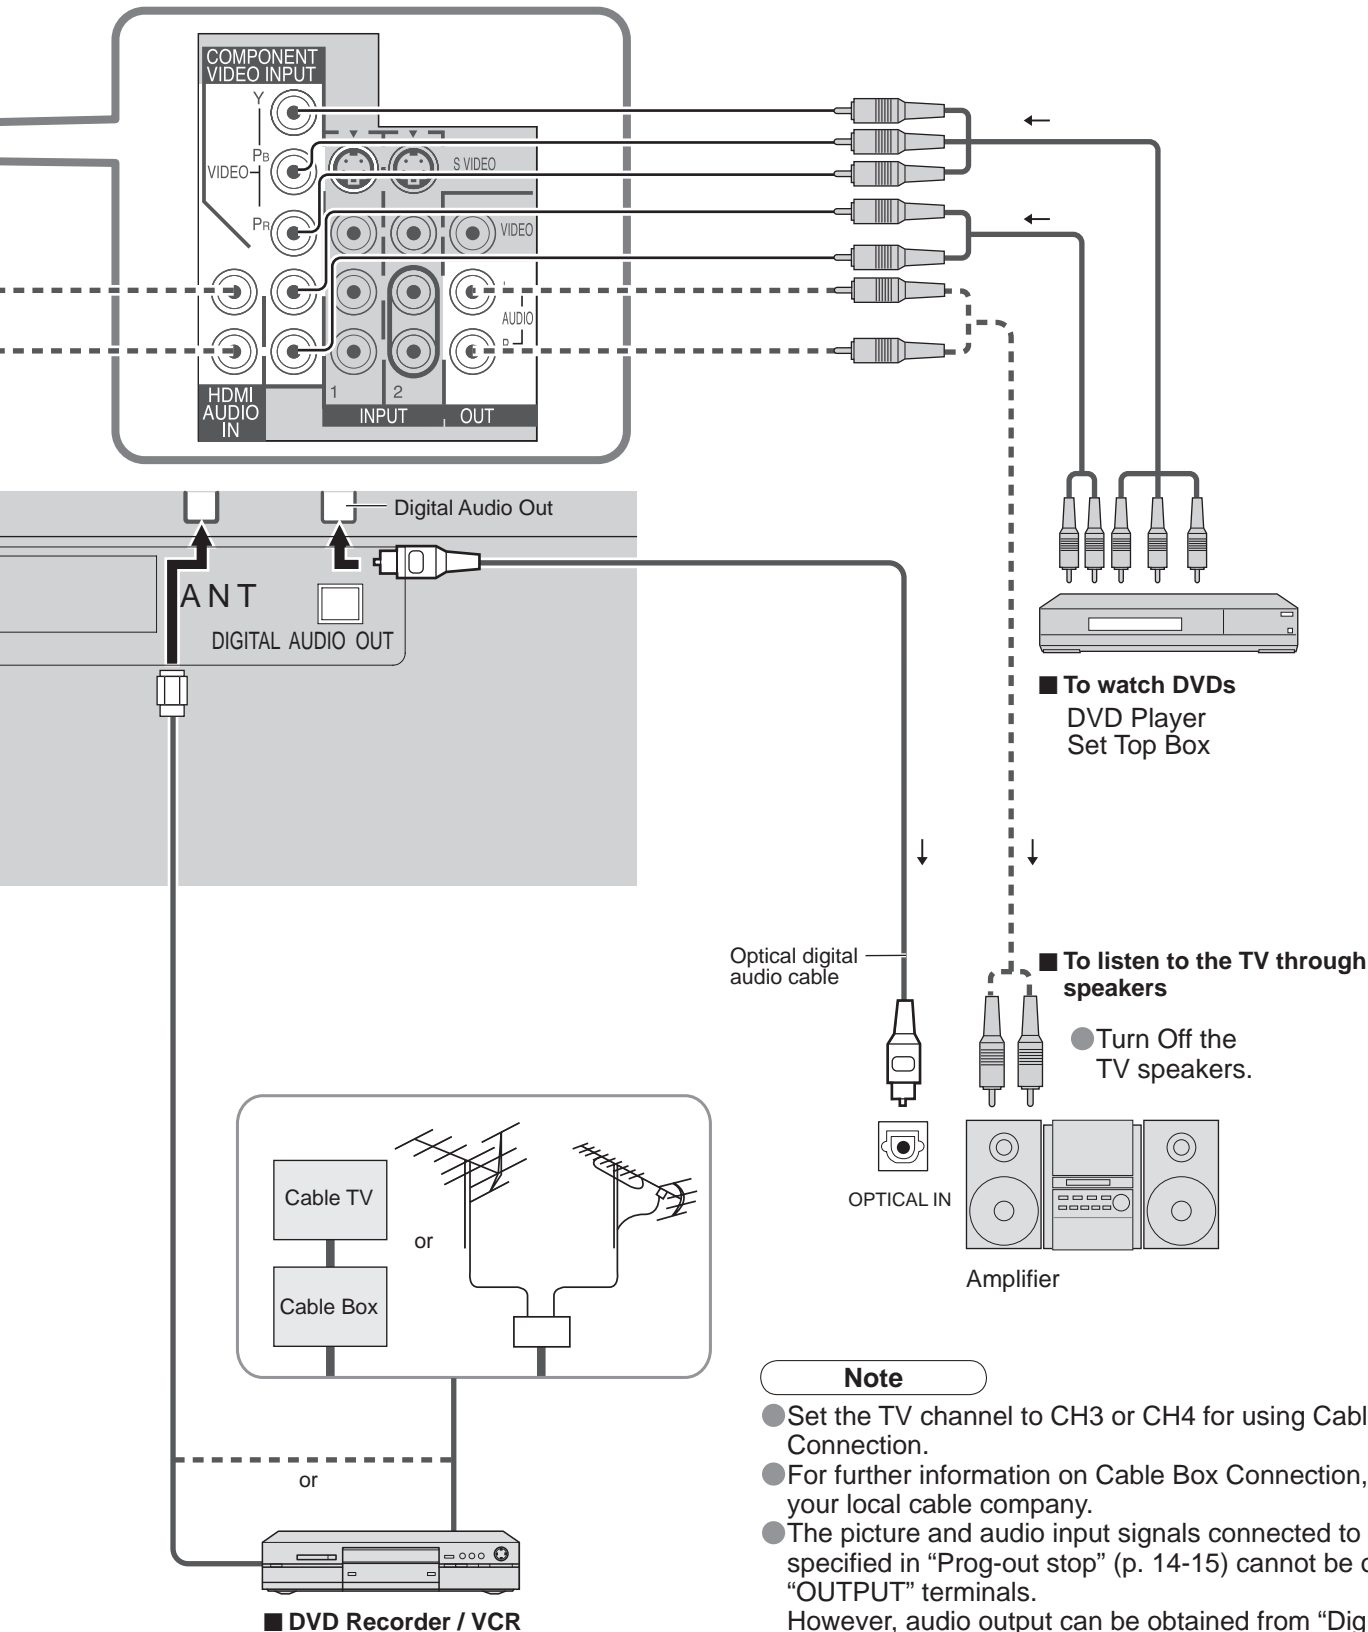 COMPONENT
VIDEO INPUT
Y
PB
VIDEO
PR
S VIDEO
VIDEO
AUDIO
R
1
2
HDMI
AUDIO
IN
INPUT
OUT
Digital Audio Out
ANT
DIGITAL AUDIO OUT
■ To watch DVDs
DVD Player
Set Top Box
Optical digital
audio cable
■ To listen to the TV through
speakers
●Turn Off the
TV speakers.
OPTICAL IN
Amplifier
Cable TV
or
Cable Box
or
■ DVD Recorder / VCR
Note
●Set the TV channel to CH3 or CH4 for using Cabl
Connection.
●For further information on Cable Box Connection,
your local cable company.
●The picture and audio input signals connected to
specified in “Prog-out stop” (p. 14-15) cannot be
“OUTPUT” terminals.
However, audio output can be obtained from “Dig